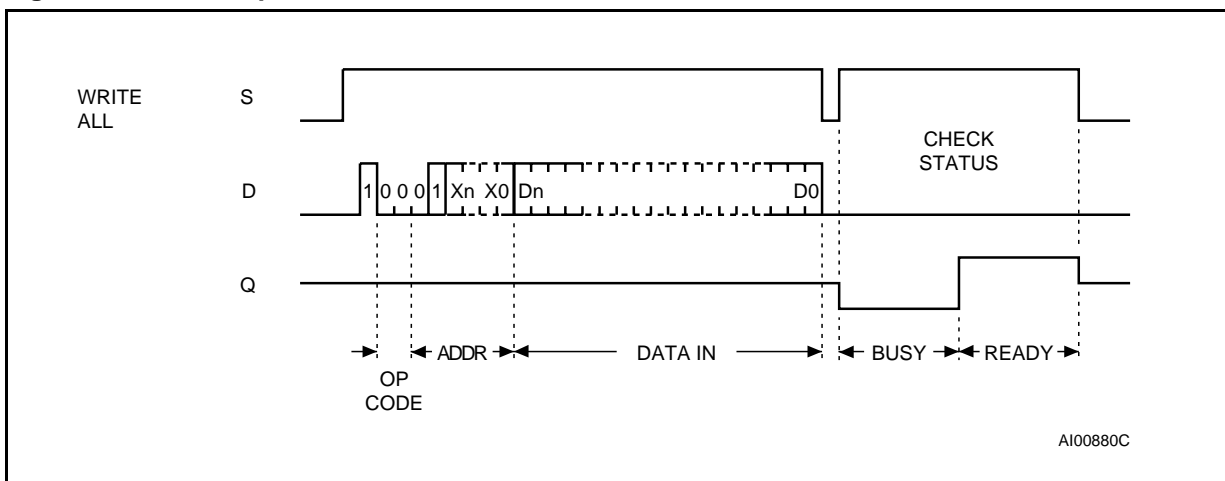 WRITE ALL
S
CHECK STATUS
D
1 0 0 0 1 Xn X0 Dn D0
Q
ADDR DATA IN BUSY READY
OP CODE
AI00880C